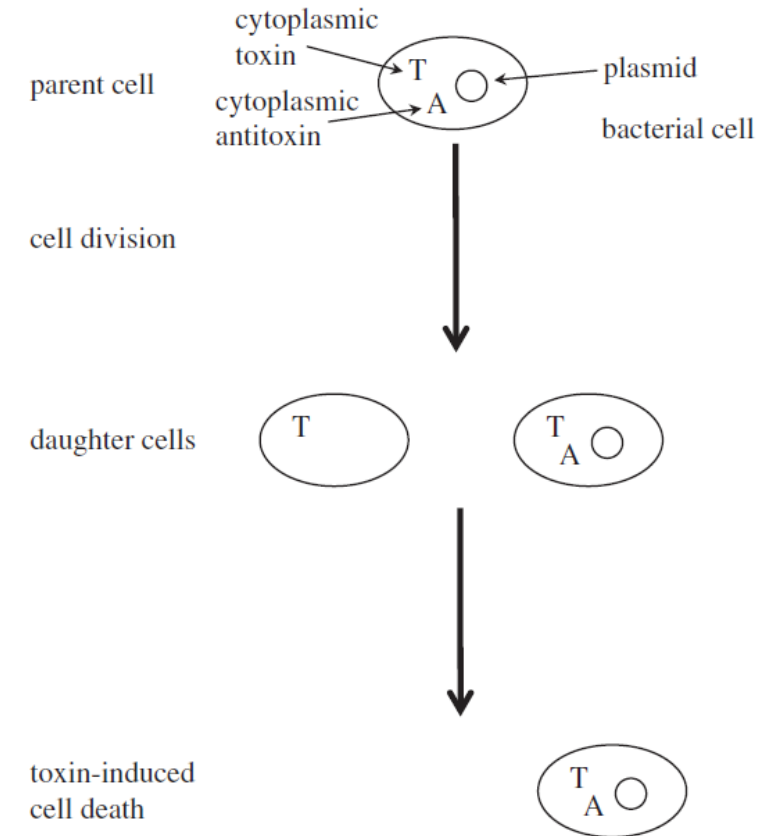 cytoplasmic
toxin
parent cell
T
plasmid
cytoplasmic
antitoxin
A
bacterial cell
cell division
daughter cells
T
T
A
toxin-induced
cell death
T
A